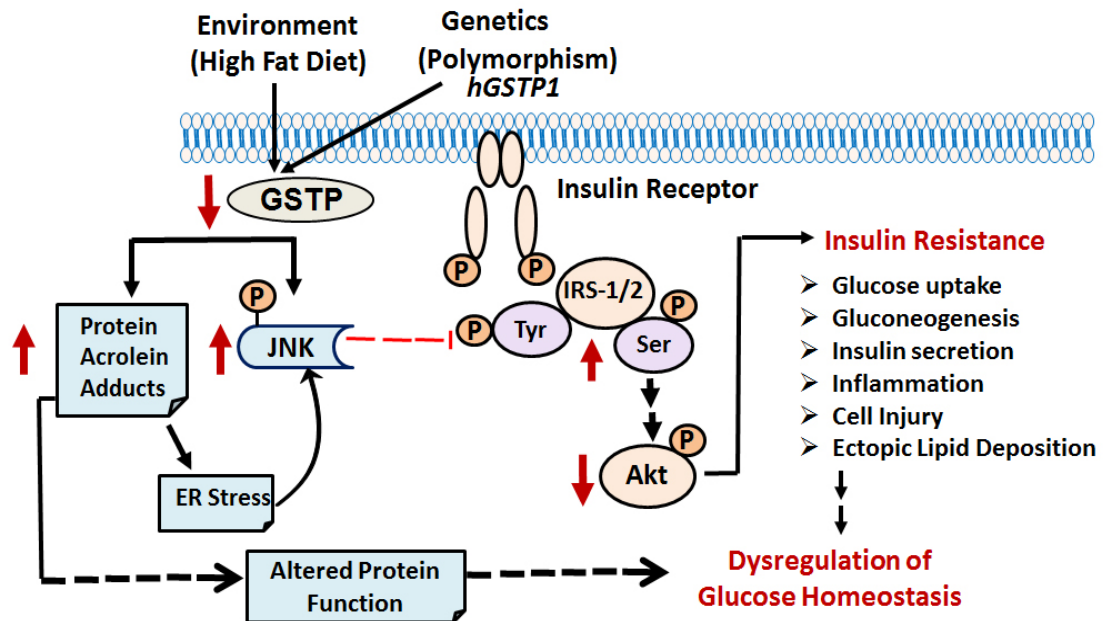 Environment
(High Fat Diet)
Genetics
(Polymorphism)
hGSTP1
GSTP
Insulin Receptor
P
P
Insulin Resistance
P
IRS-1/2
P
Protein
Acrolein
Adducts
JNK
P
Tyr
Ser
➢ Glucose uptake
➢ Gluconeogenesis
➢ Insulin secretion
➢ Inflammation
➢ Cell Injury
➢ Ectopic Lipid Deposition
P
Akt
ER Stress
Altered Protein
Function
Dysregulation of
Glucose Homeostasis